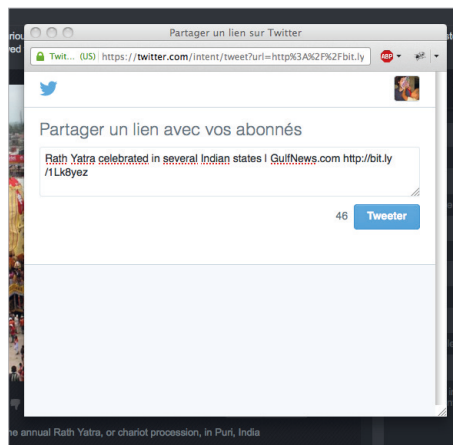 Partager un lien sur Twitter
Twit... (US) https://twitter.com/intent/tweet?url=http%3A%2F%2Fbit.ly
ABP
Partager un lien avec vos abonnés
Rath Yatra celebrated in several Indian states | GulfNews.com http://bit.ly
/1Lk8yez
46 Tweeter
annual Rath Yatra, or chariot procession, in Puri, India